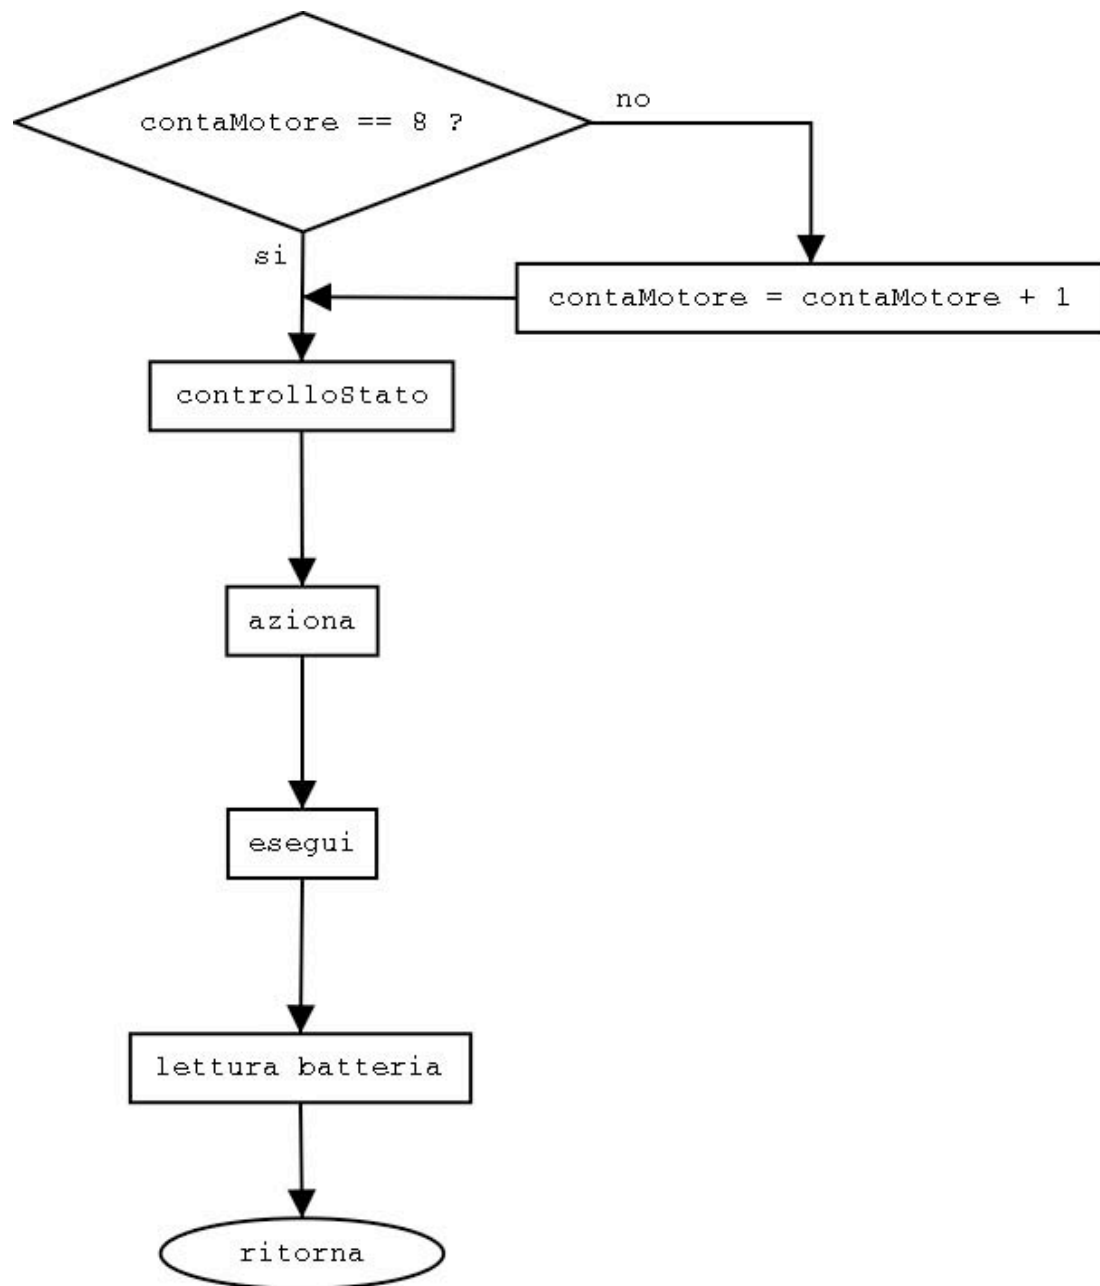 contaMotore == 8 ?
no
si
contaMotore = contaMotore + 1
controlloStato
aziona
esegui
lettura batteria
ritorna